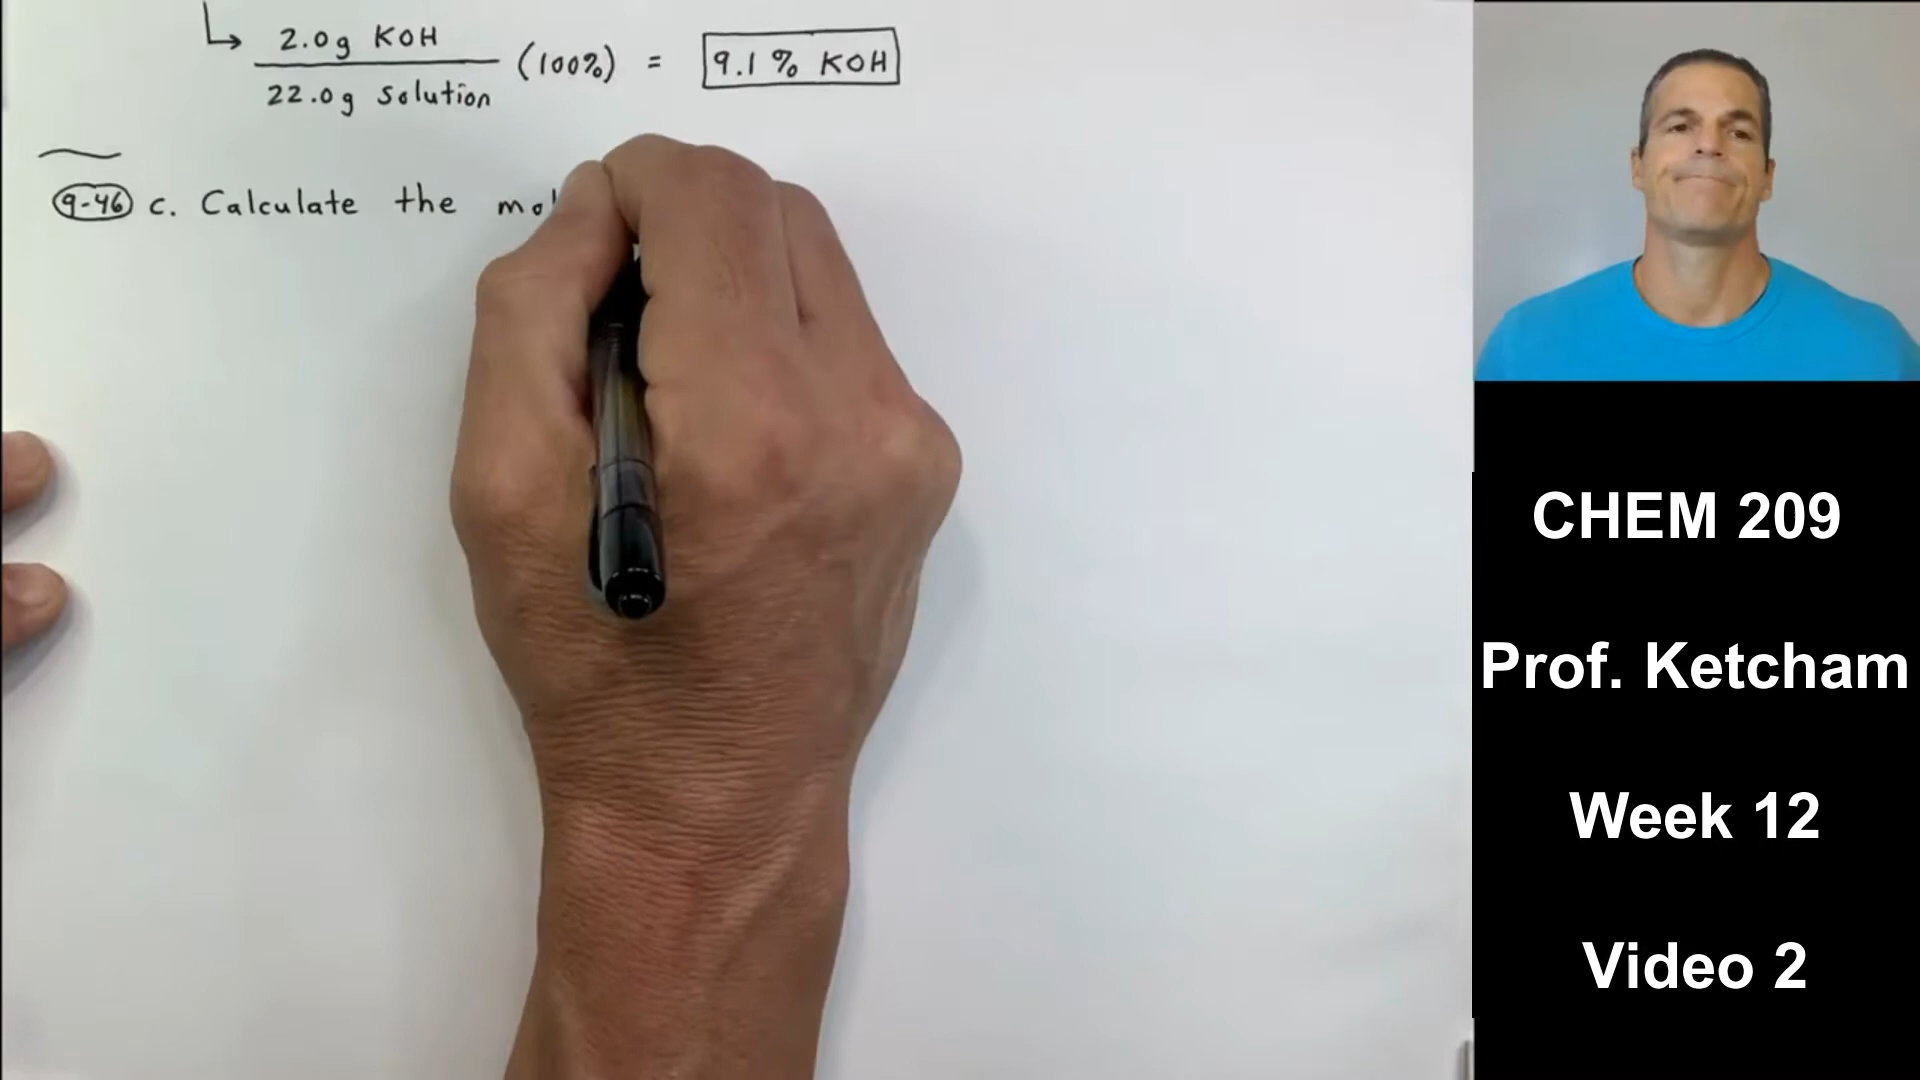 2.0g KOH
22.0g solution
(100%) = 9.1% KOH
9-46 c. Calculate the mol
CHEM 209
Prof. Ketcham
Week 12
Video 2